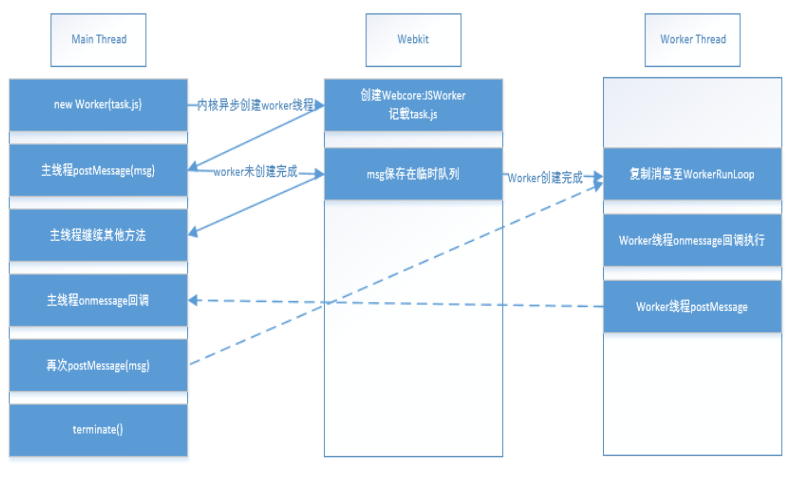 Main Thread
Webkit
Worker Thread
new Worker(task.js)
内核异步创建worker线程
创建Webcore:JSWorker
记载task.js
主线程postMessage(msg)
worker未创建完成
msg保存在临时队列
Worker创建完成
复制消息至WorkerRunLoop
主线程继续其他方法
Worker线程onmessage回调执行
主线程onmessage回调
Worker线程postMessage
再次postMessage(msg)
terminate()